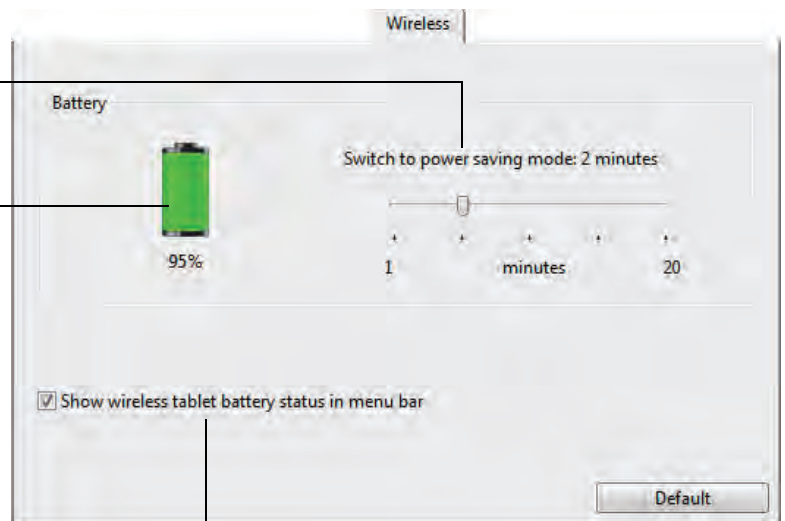 Wireless
Battery
Switch to power saving mode: 2 minutes
95%
1 minutes 20
Show wireless tablet battery status in menu bar
Default